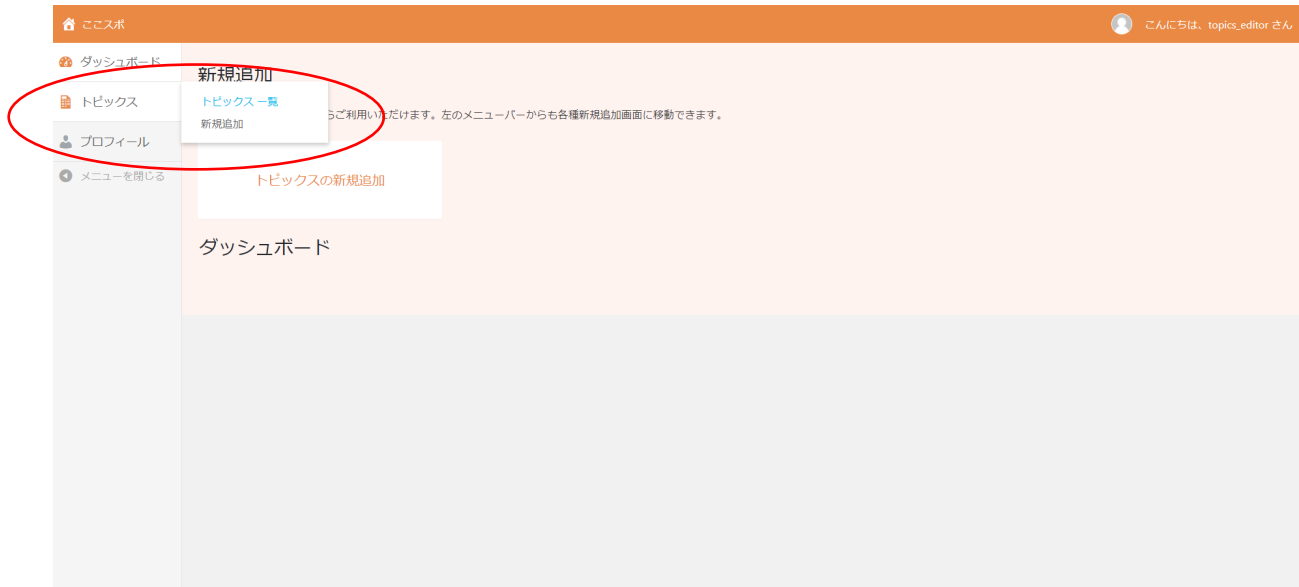 ここスポ
こんにちは、topics_editor さん
ダッシュボード
トピックス
プロフィール
メニューを閉じる
新規追加
トピックス 一覧
新規追加
らご利用いただけます。左のメニューバーからも各種新規追加画面に移動できます。
トピックスの新規追加
ダッシュボード